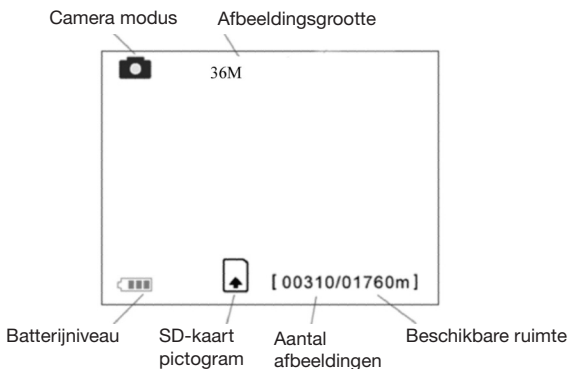 Camera modus
Afbeeldingsgrootte
36M
[ 00310/01760m ]
Batterijniveau
SD-kaart
pictogram
Aantal
afbeeldingen
Beschikbare ruimte